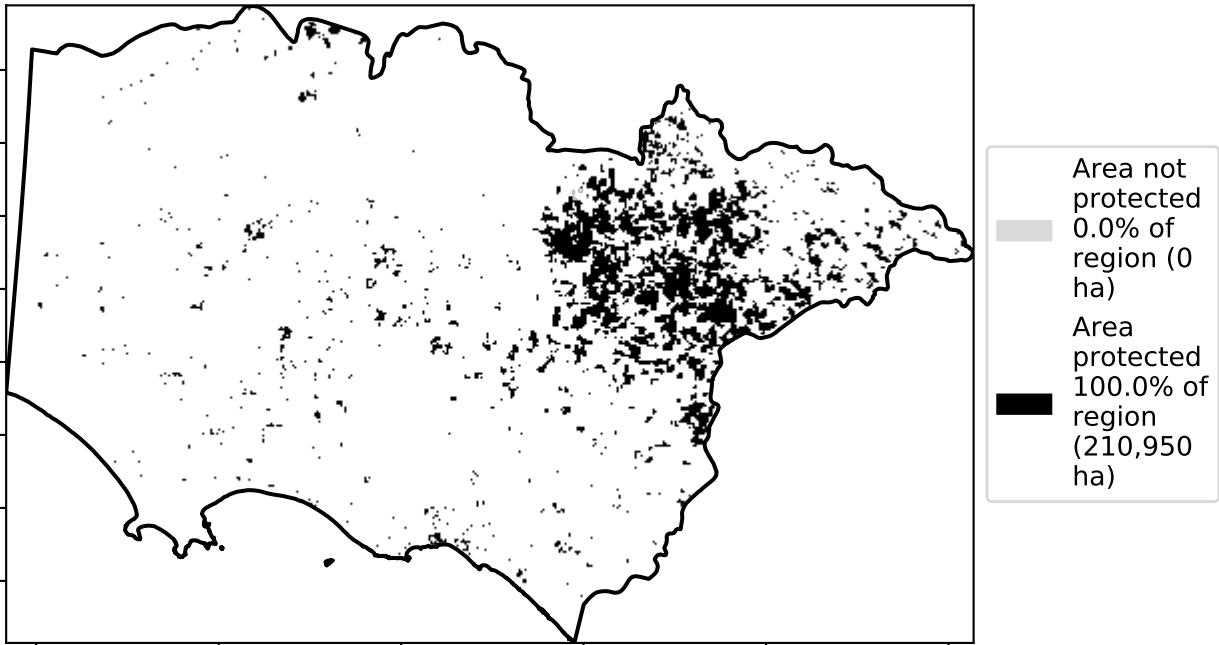 Area not
protected
0.0% of
region (0
ha)
Area
protected
100.0% of
region
(210,950
ha)